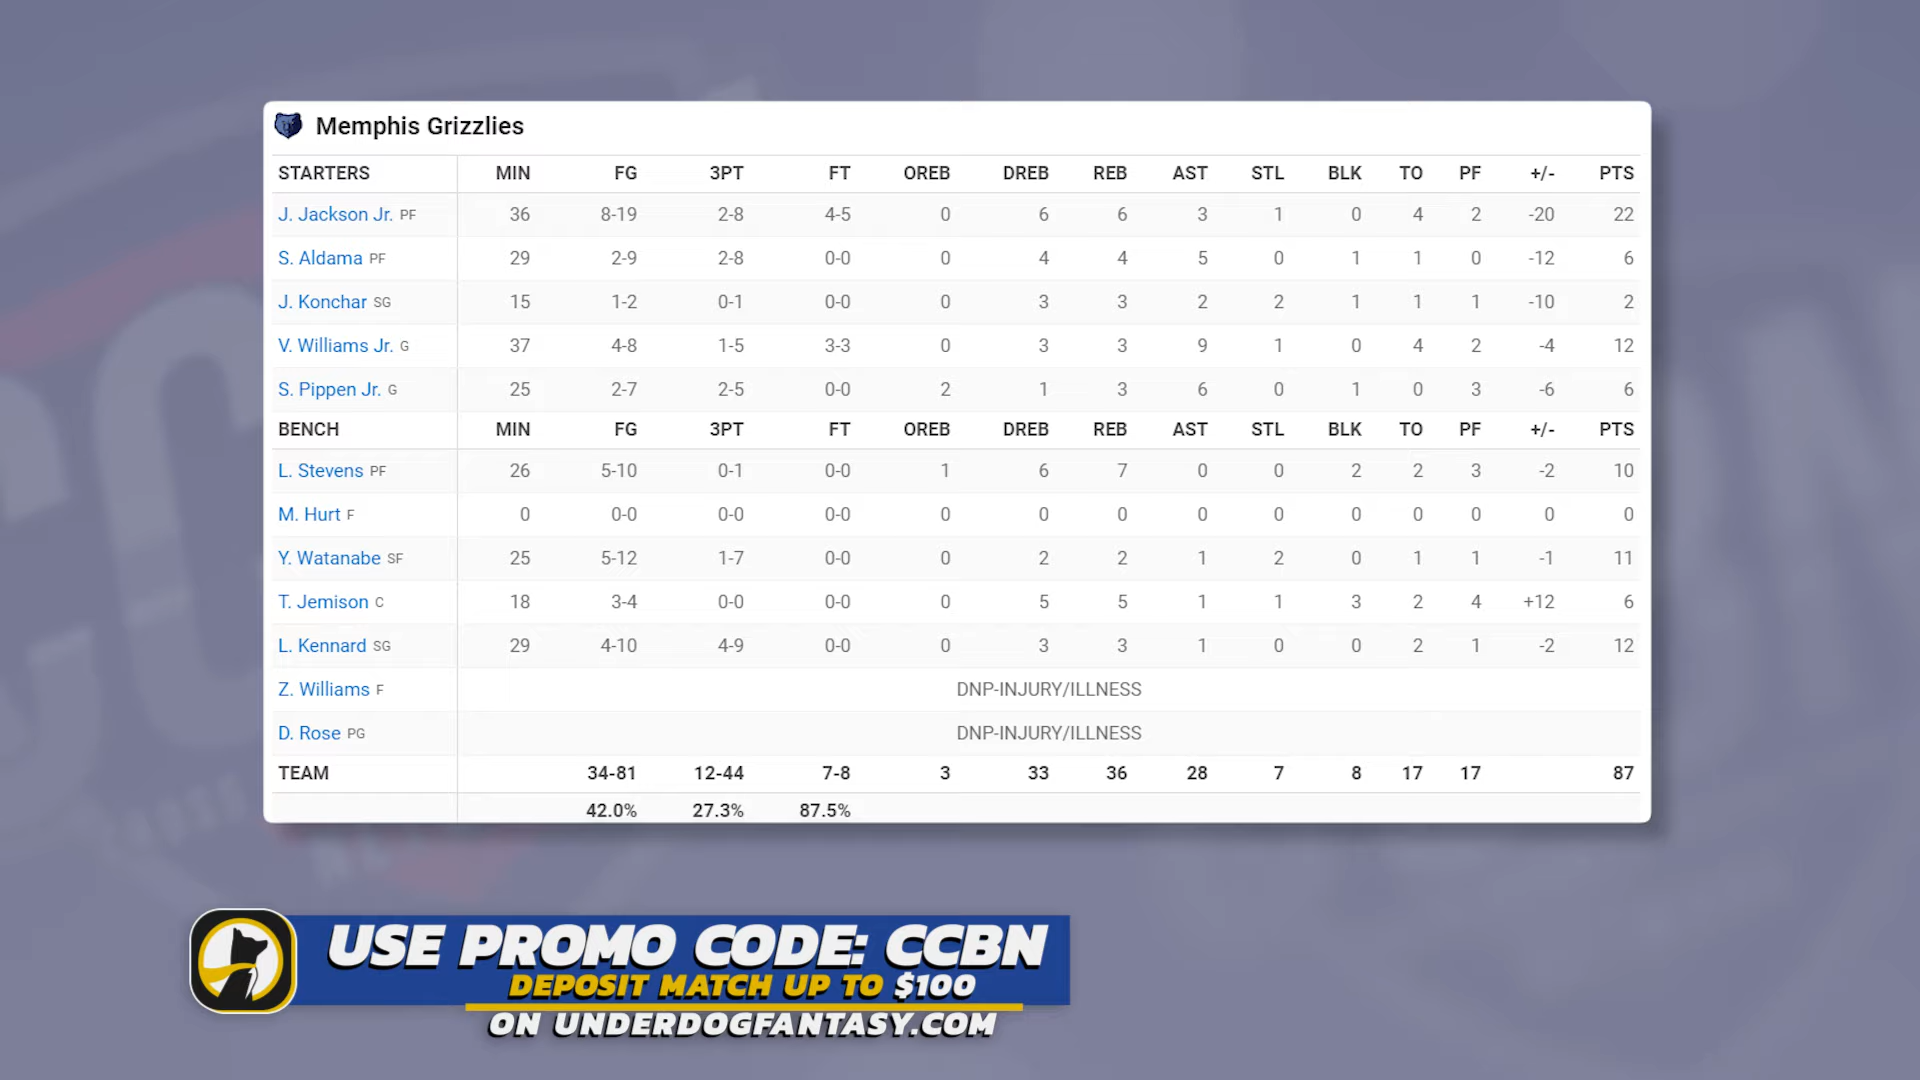 Memphis Grizzlies
STARTERS MIN FG 3PT FT OREB DREB REB AST STL BLK TO PF +/- PTS
J. Jackson Jr. PF 36 8-19 2-8 4-5 0 6 6 3 1 0 4 2 -20 22
S. Aldama PF 29 2-9 2-8 0-0 0 4 4 5 0 1 1 0 -12 6
J. Konchar SG 15 1-2 0-1 0-0 0 3 3 2 2 1 1 1 -10 2
V. Williams Jr. G 37 4-8 1-5 3-3 0 3 3 9 1 0 4 2 -4 12
S. Pippen Jr. G 25 2-7 2-5 0-0 2 1 3 6 0 1 0 3 -6 6
BENCH MIN FG 3PT FT OREB DREB REB AST STL BLK TO PF +/- PTS
L. Stevens PF 26 5-10 0-1 0-0 1 6 7 0 0 2 2 3 -2 10
M. Hurt F 0 0-0 0-0 0-0 0 0 0 0 0 0 0 0 0 0
Y. Watanabe SF 25 5-12 1-7 0-0 0 2 2 1 2 0 1 1 -1 11
T. Jemison C 18 3-4 0-0 0-0 0 5 5 1 1 3 2 4 +12 6
L. Kennard SG 29 4-10 4-9 0-0 0 3 3 1 0 0 2 1 -2 12
Z. Williams F DNP-INJURY/ILLNESS
D. Rose PG DNP-INJURY/ILLNESS
TEAM 34-81 12-44 7-8 3 33 36 28 7 8 17 17 87
42.0% 27.3% 87.5%
USE PROMO CODE: CCBN
DEPOSIT MATCH UP TO $100
ON UNDERDOGFANTASY.COM